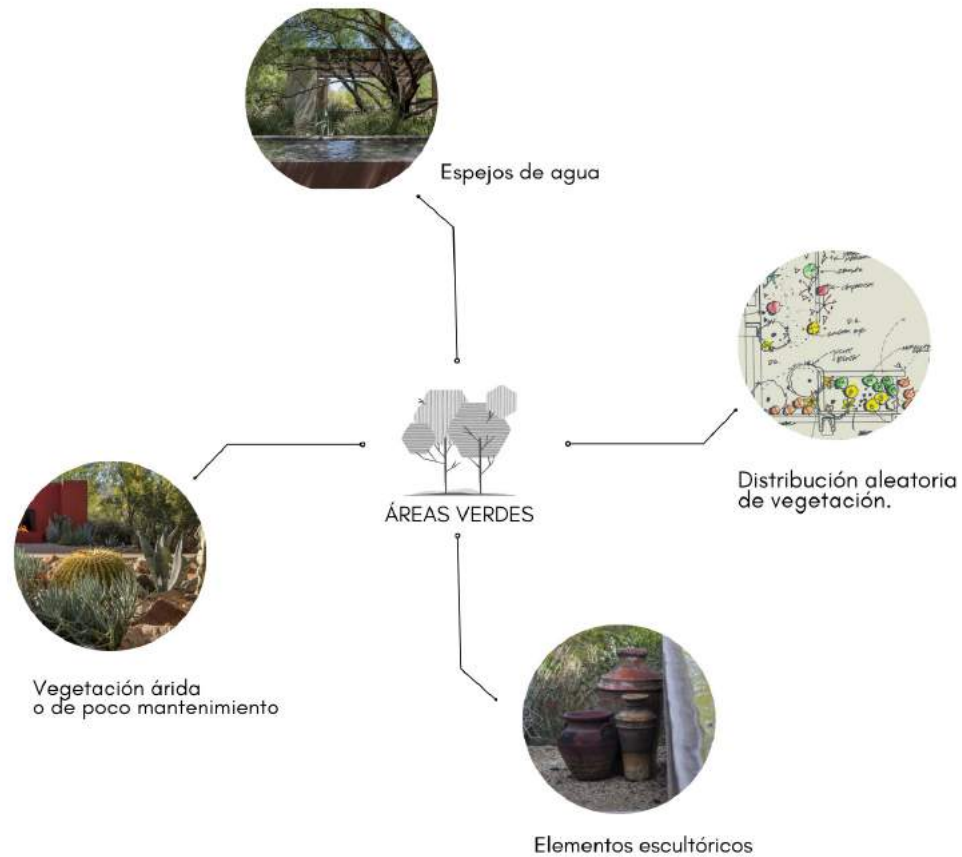 Espejos de agua
Distribución aleatoria
de vegetación.
ÁREAS VERDES
Vegetación árida
o de poco mantenimiento
Elementos escultóricos